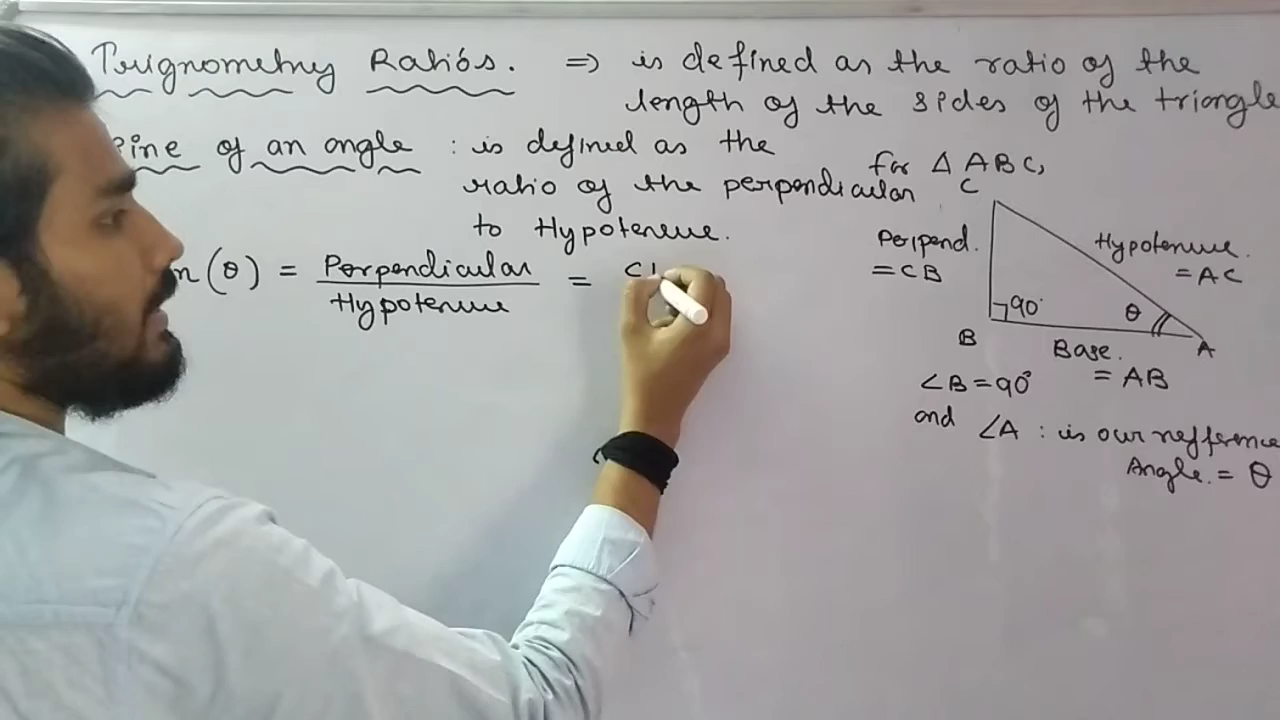 Trignometry Ratios. ⇒ is defined as the ratio of the
length of the sides of the triangle
sine of an angle : is defined as the
ratio of the perpendicular
to Hypotenuse.
n(θ) = Perpendicular / Hypotenuse =
for Δ ABC,
C
Perpend.
= CB
Hypotenuse.
= AC
90°
θ
B
A
Base.
= AB
∠B = 90°
and ∠A : is our refference
Angle. = θ